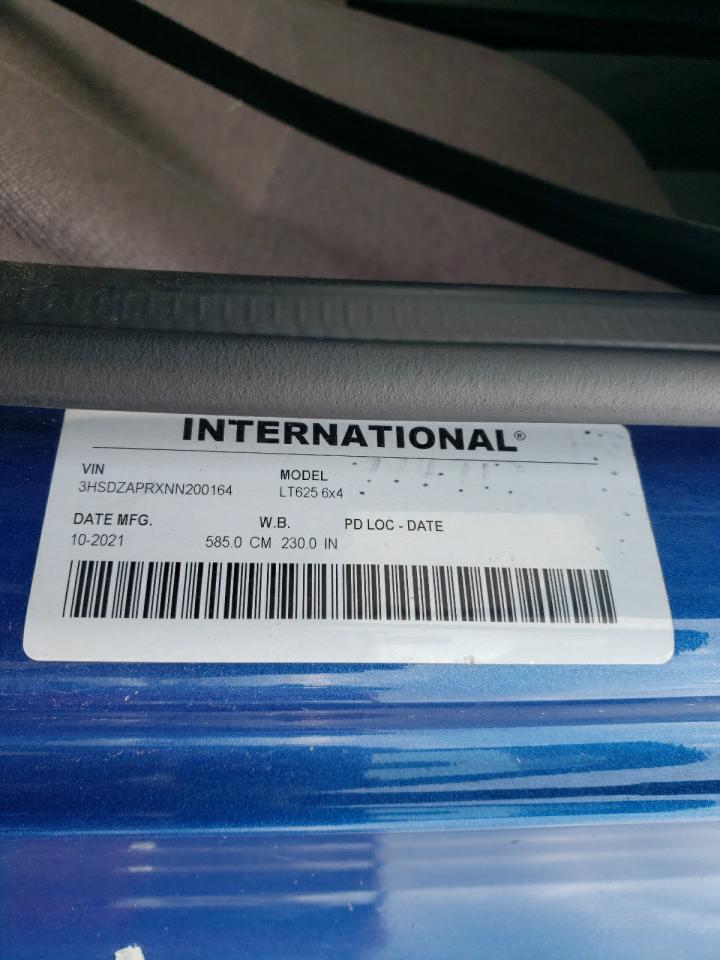 INTERNATIONAL®
VIN MODEL
3HSDZAPRXNN200164 LT625 6x4
DATE MFG. W.B. PD LOC - DATE
10-2021 585.0 CM 230.0 IN